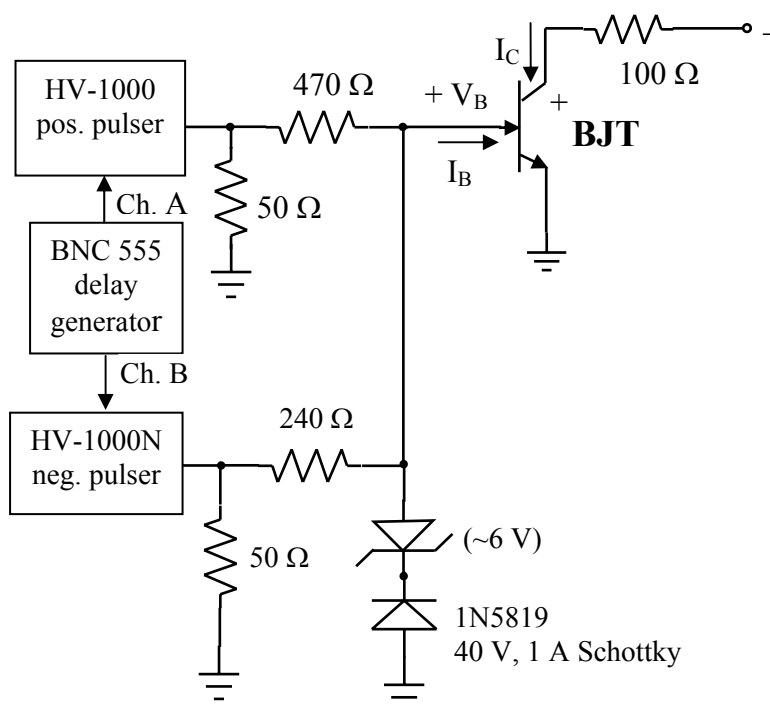 I_C
100 Ω
HV-1000
pos. pulser
470 Ω
+ V_B
+
BJT
I_B
Ch. A
50 Ω
BNC 555
delay
generator
Ch. B
HV-1000N
neg. pulser
240 Ω
50 Ω
(~6 V)
1N5819
40 V, 1 A Schottky